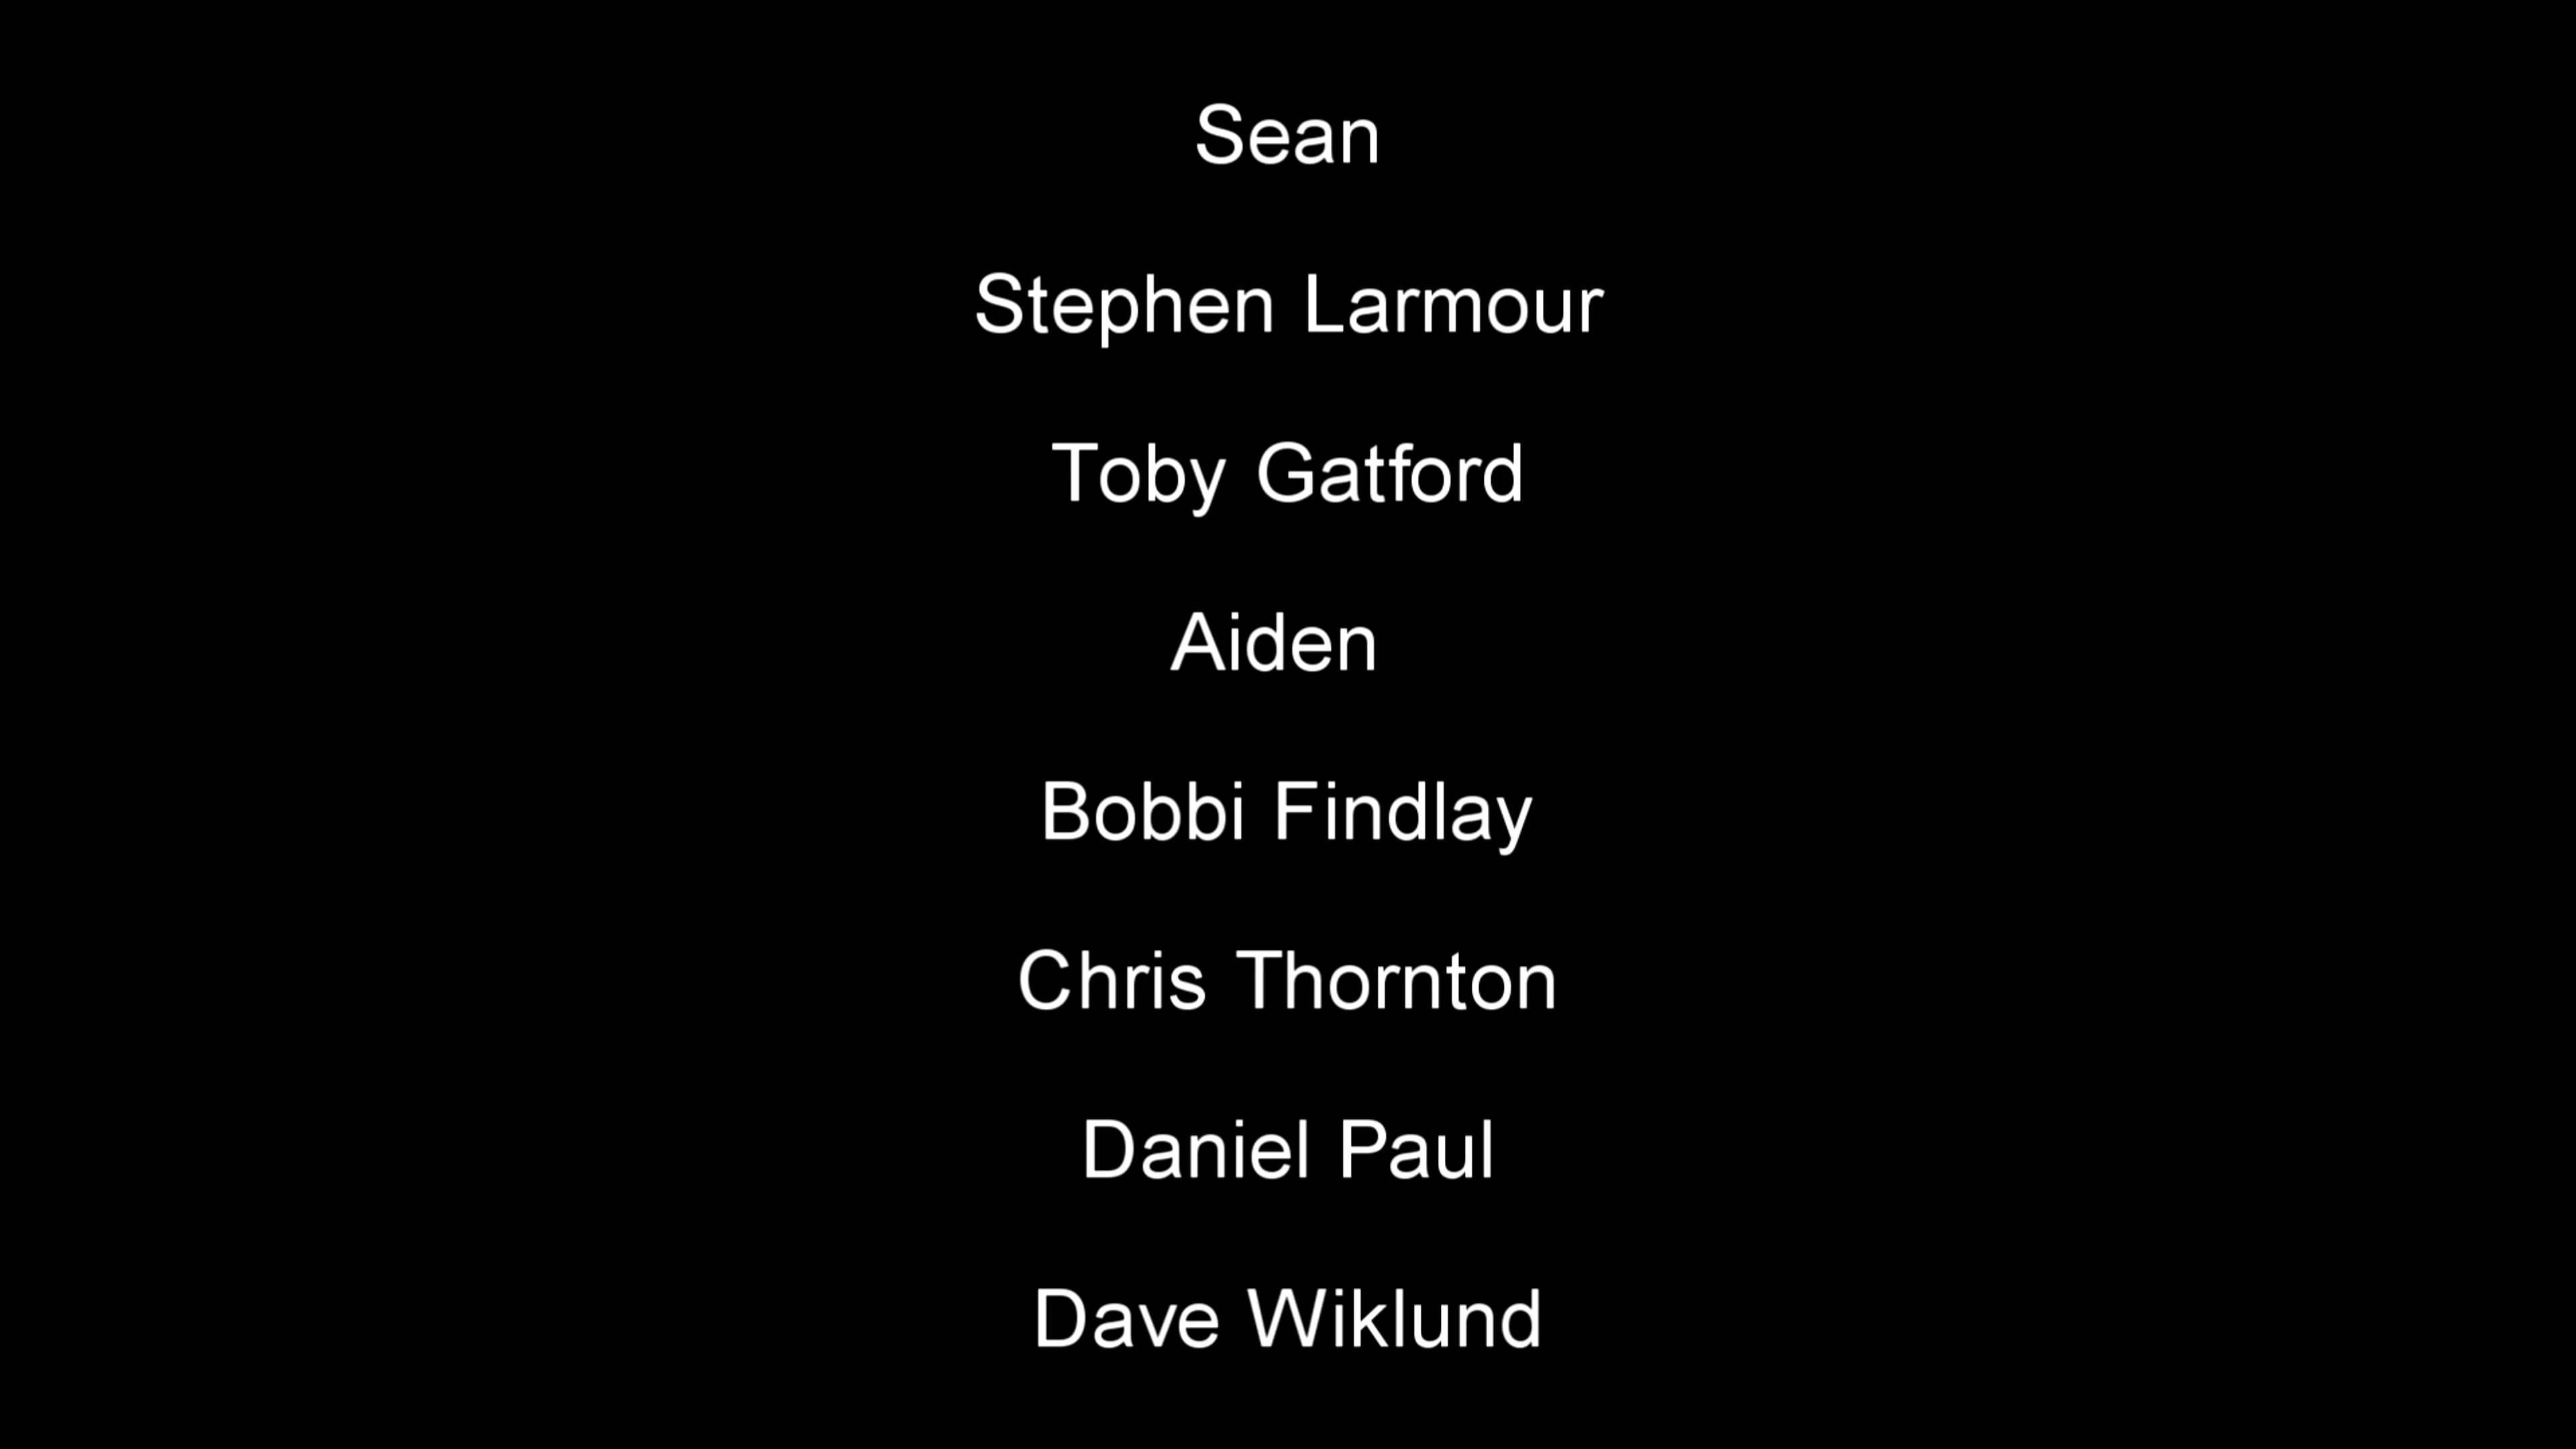 Sean
Stephen Larmour
Toby Gatford
Aiden
Bobbi Findlay
Chris Thornton
Daniel Paul
Dave Wiklund